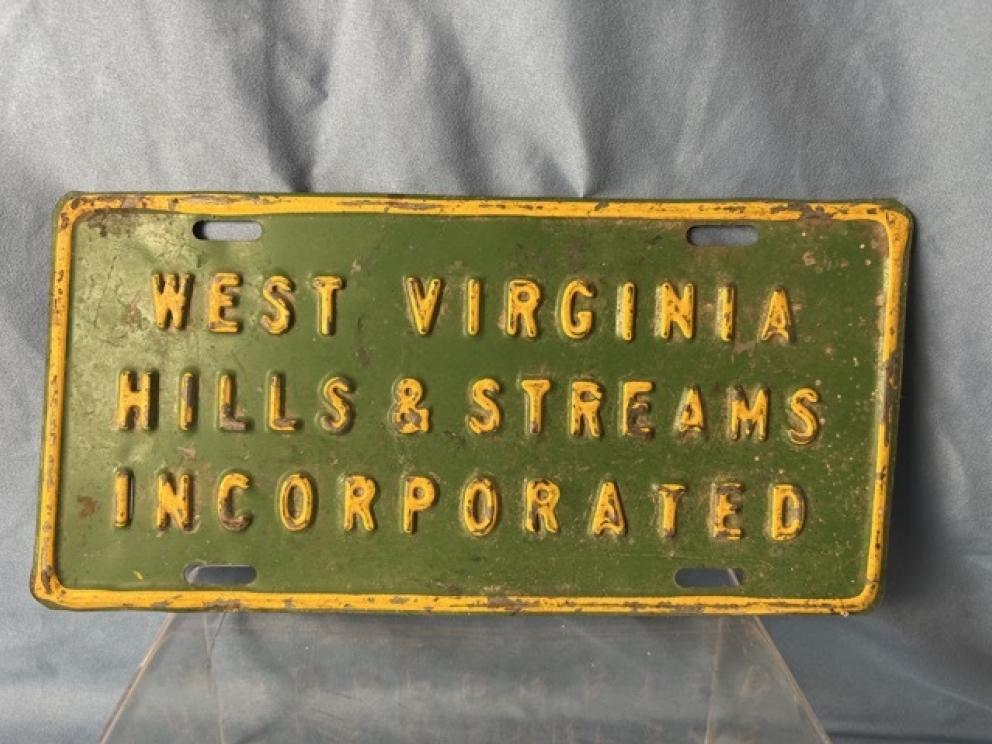 WEST VIRGINIA
HILLS & STREAMS
INCORPORATED